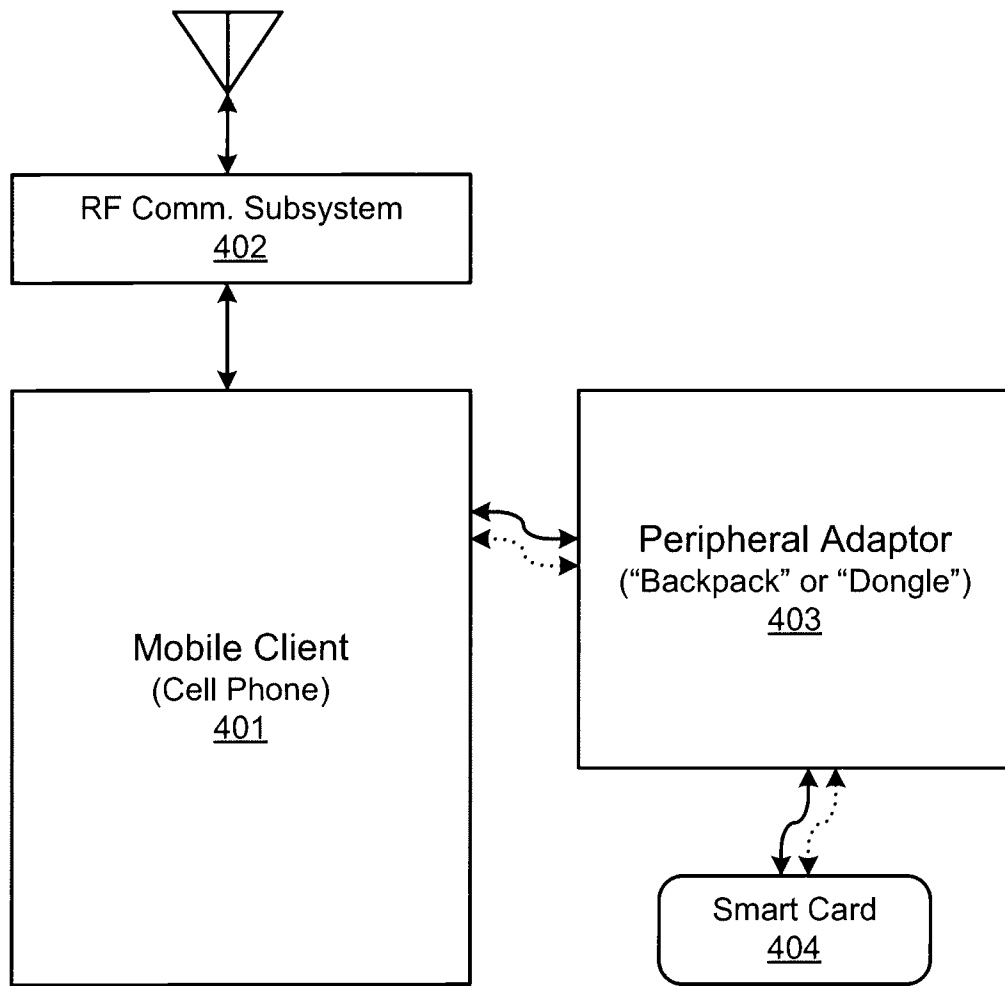 RF Comm. Subsystem
402
Mobile Client
(Cell Phone)
401
Peripheral Adaptor
(“Backpack” or “Dongle”)
403
Smart Card
404